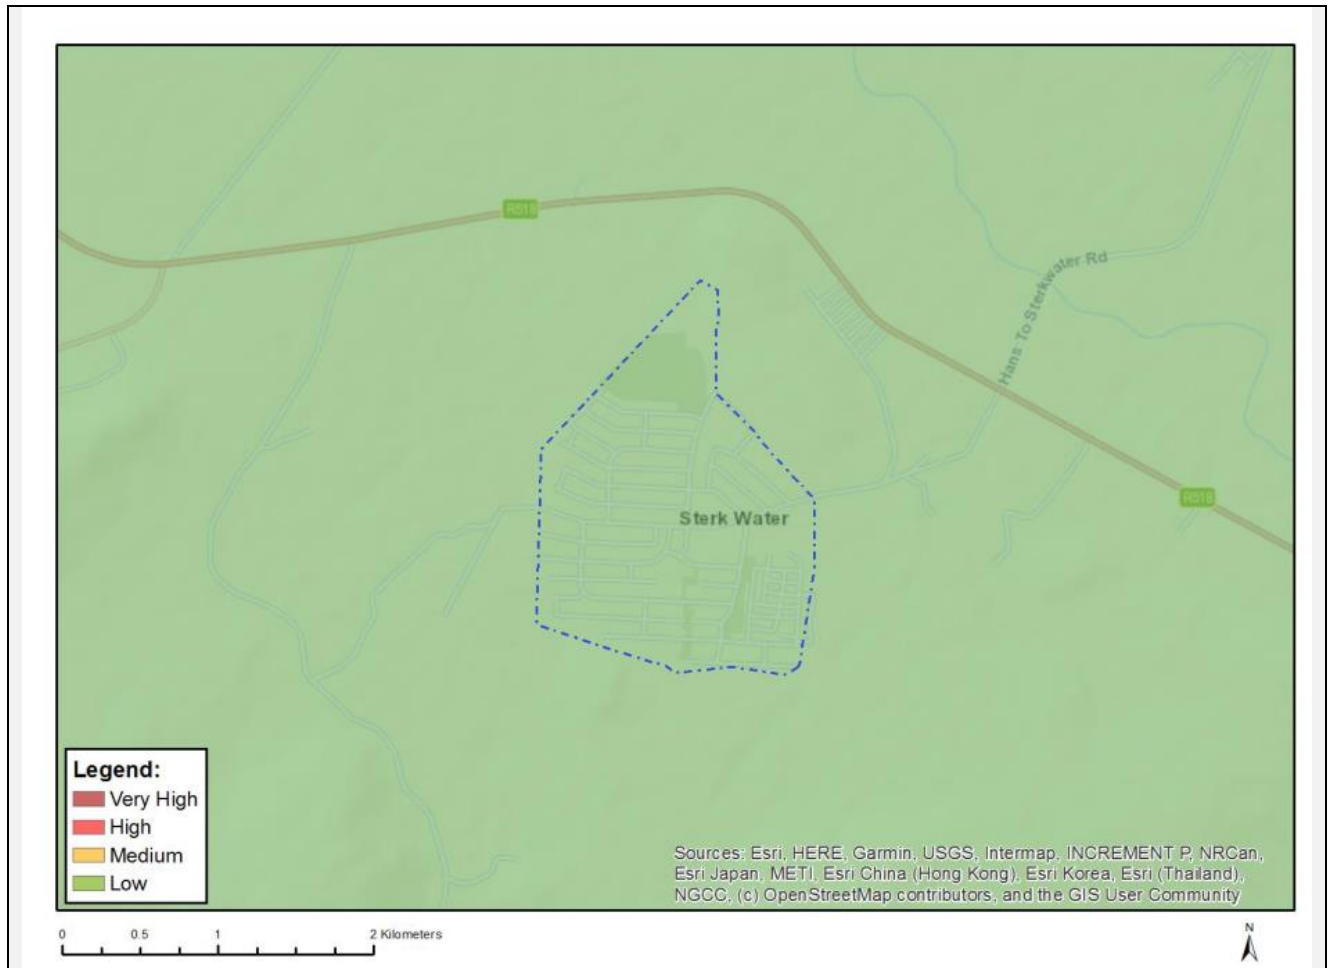 R518
Hans To Sterkwater Rd
R518
Sterk Water
Legend:
Very High
High
Medium
Low
Sources: Esri, HERE, Garmin, USGS, Intermap, INCREMENT P, NRCan,
Esri Japan, METI, Esri China (Hong Kong), Esri Korea, Esri (Thailand),
NGCC, (c) OpenStreetMap contributors, and the GIS User Community
0 0.5 1 2 Kilometers
N